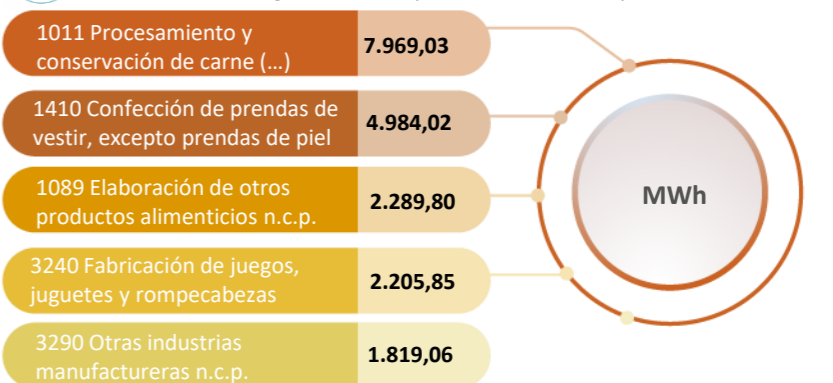 1011 Procesamiento y
conservación de carne (…)
7.969,03
1410 Confección de prendas de
vestir, excepto prendas de piel
4.984,02
1089 Elaboración de otros
productos alimenticios n.c.p.
2.289,80
3240 Fabricación de juegos,
juguetes y rompecabezas
2.205,85
3290 Otras industrias
manufactureras n.c.p.
1.819,06
MWh